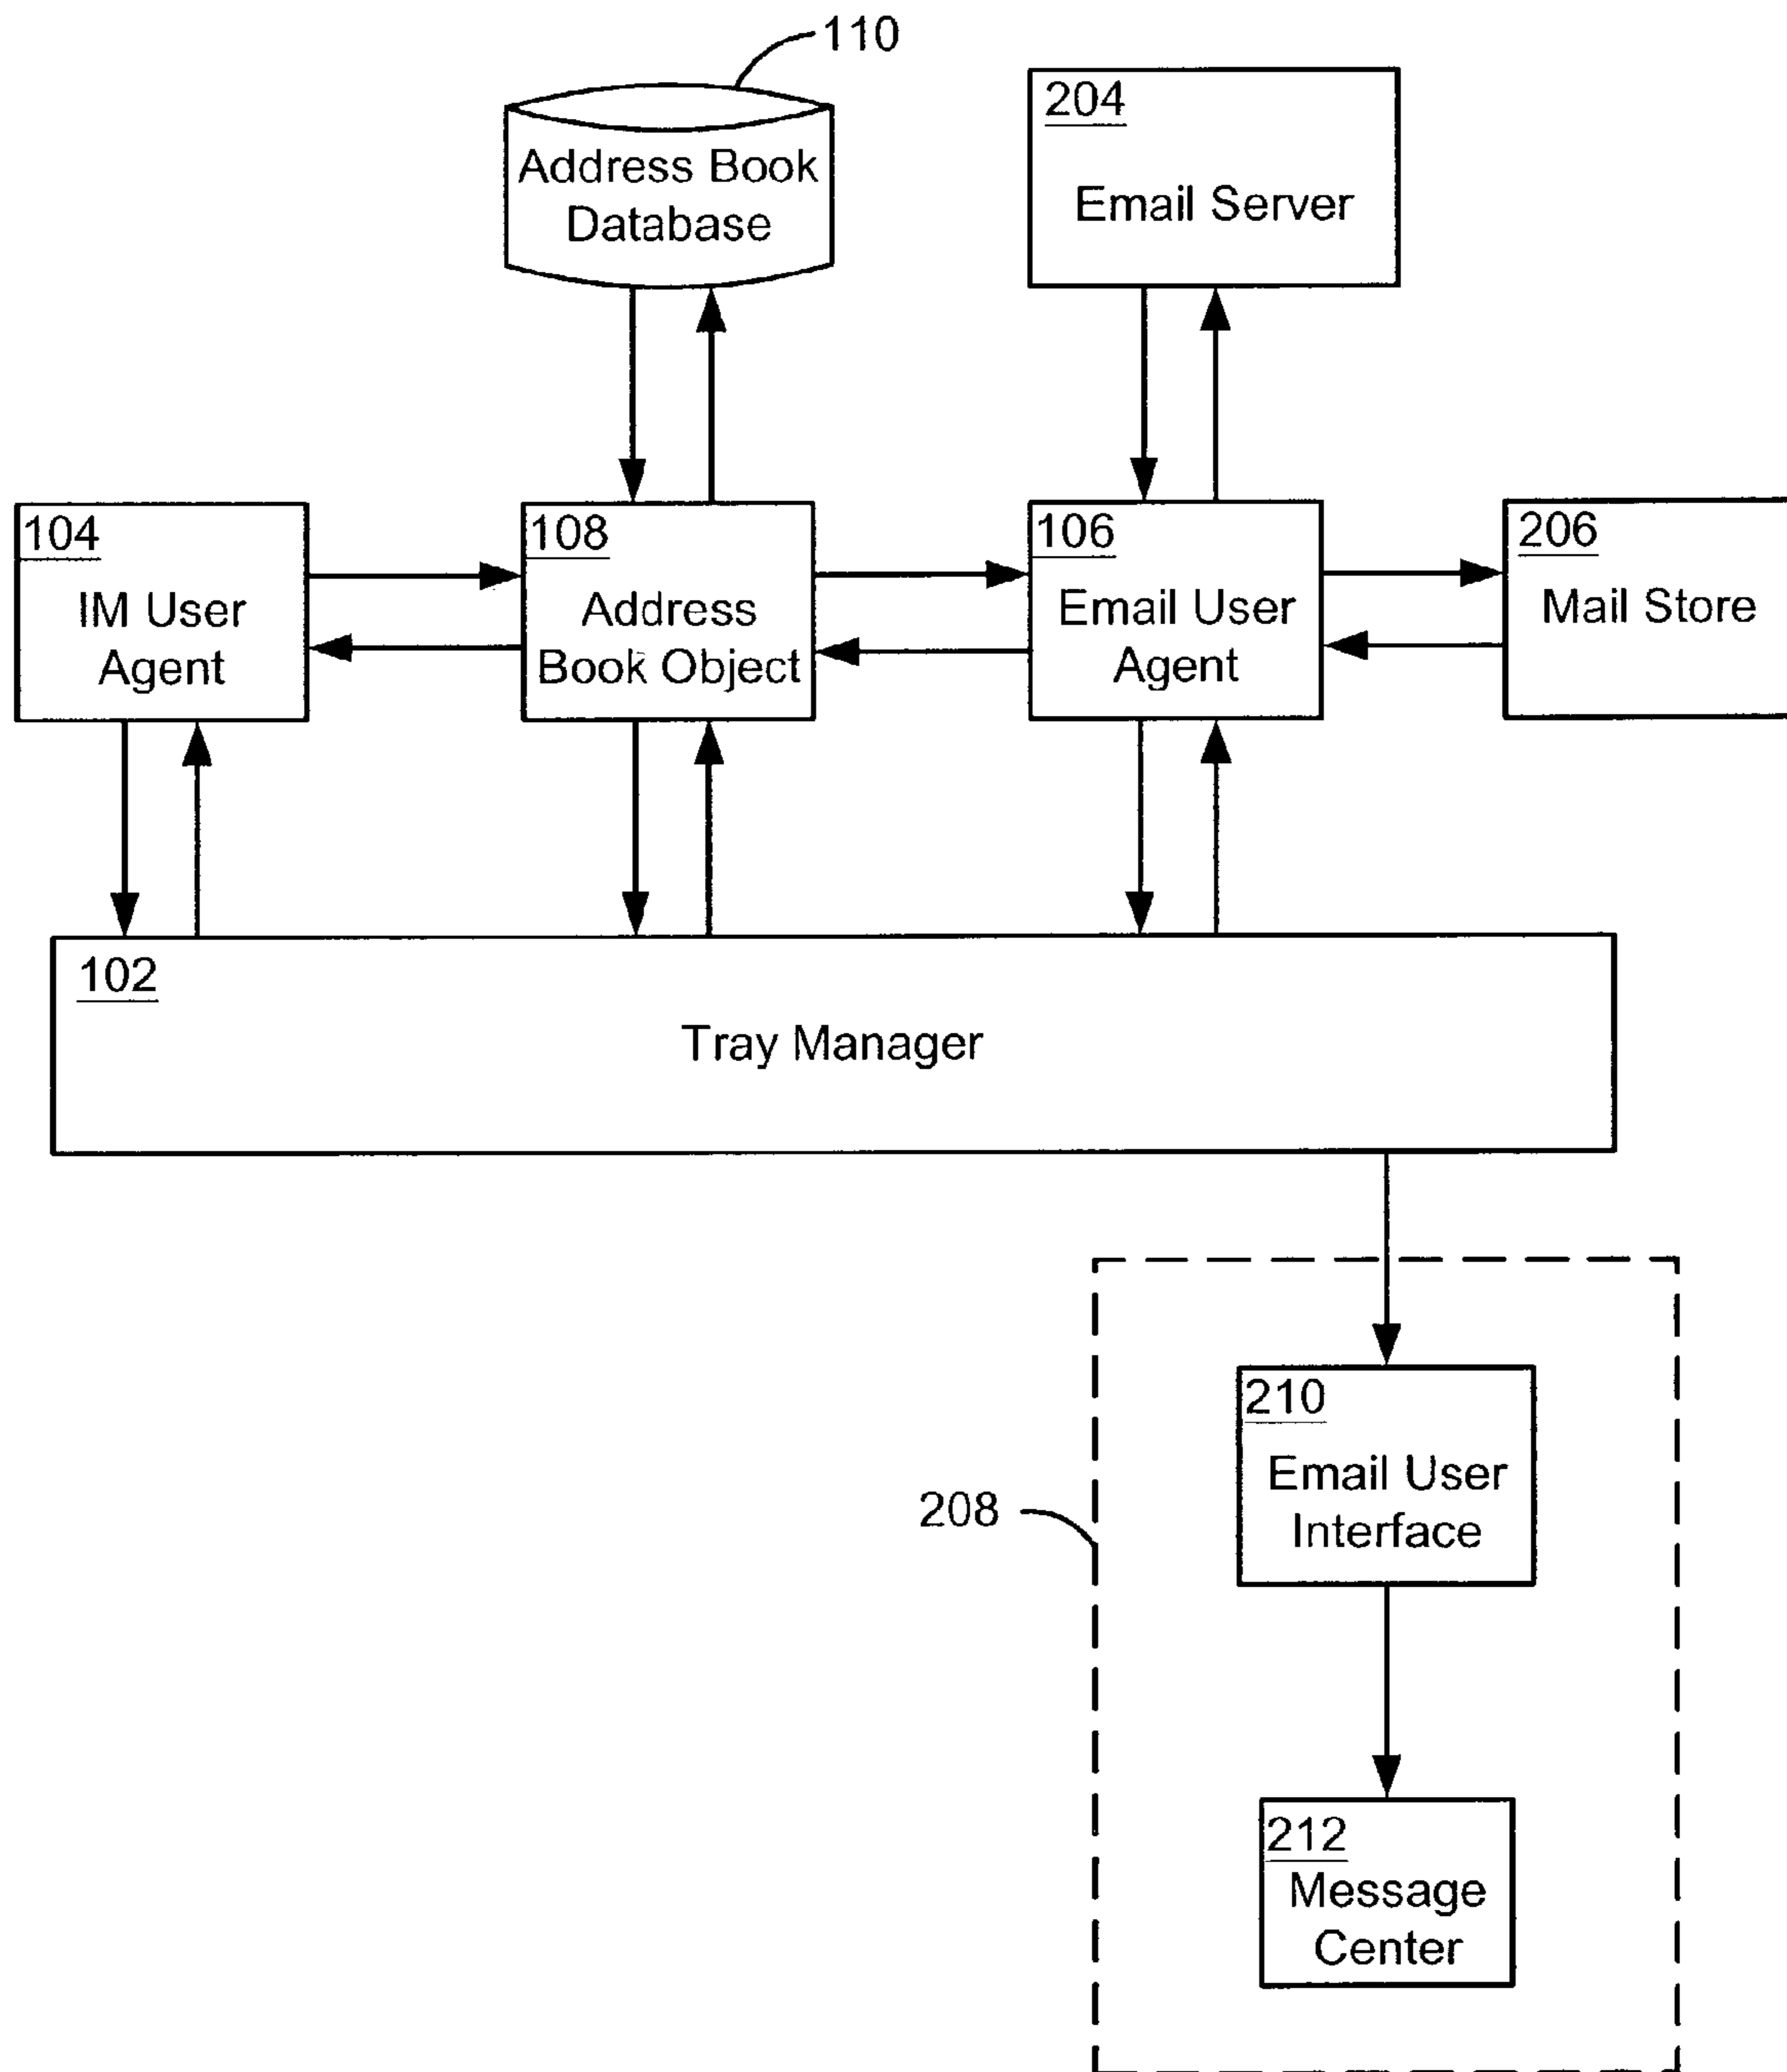 110
Address Book
Database
204
Email Server
104
IM User
Agent
108
Address
Book Object
106
Email User
Agent
206
Mail Store
102
Tray Manager
208
210
Email User
Interface
212
Message
Center